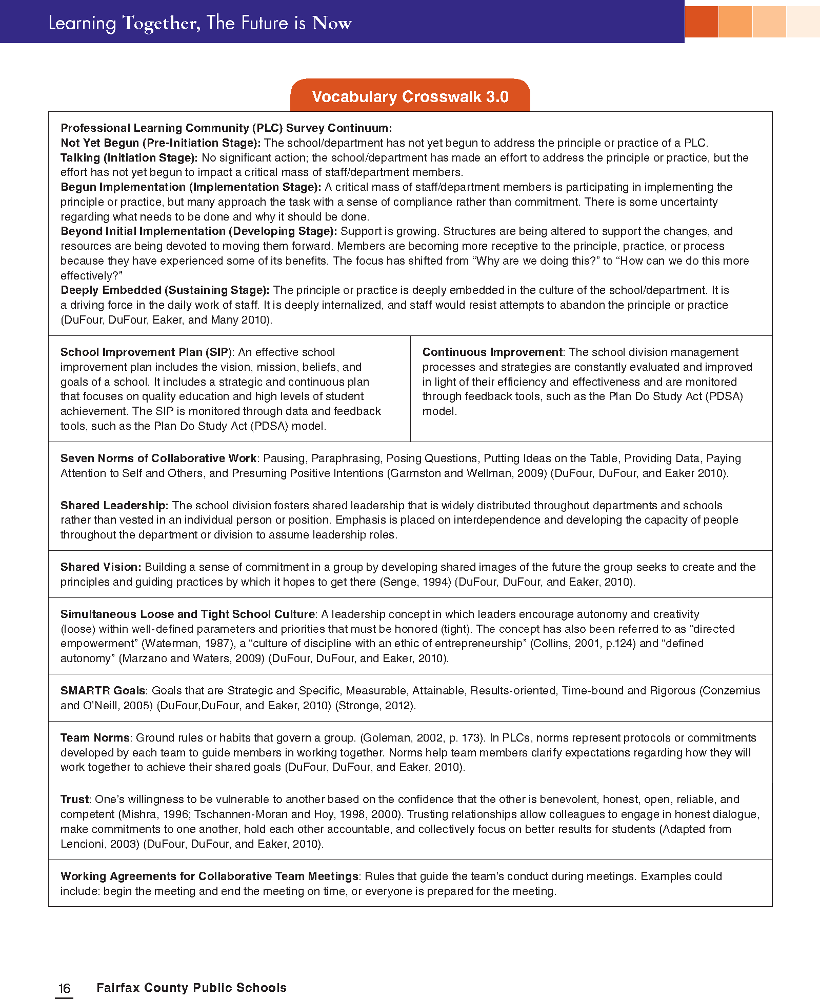 Learning Together, The Future is Now
Vocabulary Crosswalk 3.0
Professional Learning Community (PLC) Survey Continuum:
Not Yet Begun (Pre-Initiation Stage): The school/department has not yet begun to address the principle or practice of a PLC.
Talking (Initiation Stage): No significant action; the school/department has made an effort to address the principle or practice, but the
effort has not yet begun to impact a critical mass of staff/department members.
Begun Implementation (Implementation Stage): A critical mass of staff/department members is participating in implementing the
principle or practice, but many approach the task with a sense of compliance rather than commitment. There is some uncertainty
regarding what needs to be done and why it should be done.
Beyond Initial Implementation (Developing Stage): Support is growing. Structures are being altered to support the changes, and
resources are being devoted to moving them forward. Members are becoming more receptive to the principle, practice, or process
because they have experienced some of its benefits. The focus has shifted from “Why are we doing this?” to “How can we do this more
effectively?”
Deeply Embedded (Sustaining Stage): The principle or practice is deeply embedded in the culture of the school/department. It is
a driving force in the daily work of staff. It is deeply internalized, and staff would resist attempts to abandon the principle or practice
(DuFour, DuFour, Eaker, and Many 2010).
School Improvement Plan (SIP): An effective school
improvement plan includes the vision, mission, beliefs, and
goals of a school. It includes a strategic and continuous plan
that focuses on quality education and high levels of student
achievement. The SIP is monitored through data and feedback
tools, such as the Plan Do Study Act (PDSA) model.
Continuous Improvement: The school division management
processes and strategies are constantly evaluated and improved
in light of their efficiency and effectiveness and are monitored
through feedback tools, such as the Plan Do Study Act (PDSA)
model.
Seven Norms of Collaborative Work: Pausing, Paraphrasing, Posing Questions, Putting Ideas on the Table, Providing Data, Paying
Attention to Self and Others, and Presuming Positive Intentions (Garmston and Wellman, 2009) (DuFour, DuFour, and Eaker 2010).
Shared Leadership: The school division fosters shared leadership that is widely distributed throughout departments and schools
rather than vested in an individual person or position. Emphasis is placed on interdependence and developing the capacity of people
throughout the department or division to assume leadership roles.
Shared Vision: Building a sense of commitment in a group by developing shared images of the future the group seeks to create and the
principles and guiding practices by which it hopes to get there (Senge, 1994) (DuFour, DuFour, and Eaker, 2010).
Simultaneous Loose and Tight School Culture: A leadership concept in which leaders encourage autonomy and creativity
(loose) within well-defined parameters and priorities that must be honored (tight). The concept has also been referred to as “directed
empowerment” (Waterman, 1987), a “culture of discipline with an ethic of entrepreneurship” (Collins, 2001, p.124) and “defined
autonomy” (Marzano and Waters, 2009) (DuFour, DuFour, and Eaker, 2010).
SMARTR Goals: Goals that are Strategic and Specific, Measurable, Attainable, Results-oriented, Time-bound and Rigorous (Conzemius
and O’Neill, 2005) (DuFour,DuFour, and Eaker, 2010) (Stronge, 2012).
Team Norms: Ground rules or habits that govern a group. (Goleman, 2002, p. 173). In PLCs, norms represent protocols or commitments
developed by each team to guide members in working together. Norms help team members clarify expectations regarding how they will
work together to achieve their shared goals (DuFour, DuFour, and Eaker, 2010).
Trust: One’s willingness to be vulnerable to another based on the confidence that the other is benevolent, honest, open, reliable, and
competent (Mishra, 1996; Tschannen-Moran and Hoy, 1998, 2000). Trusting relationships allow colleagues to engage in honest dialogue,
make commitments to one another, hold each other accountable, and collectively focus on better results for students (Adapted from
Lencioni, 2003) (DuFour, DuFour, and Eaker, 2010).
Working Agreements for Collaborative Team Meetings: Rules that guide the team’s conduct during meetings. Examples could
include: begin the meeting and end the meeting on time, or everyone is prepared for the meeting.
16 Fairfax County Public Schools